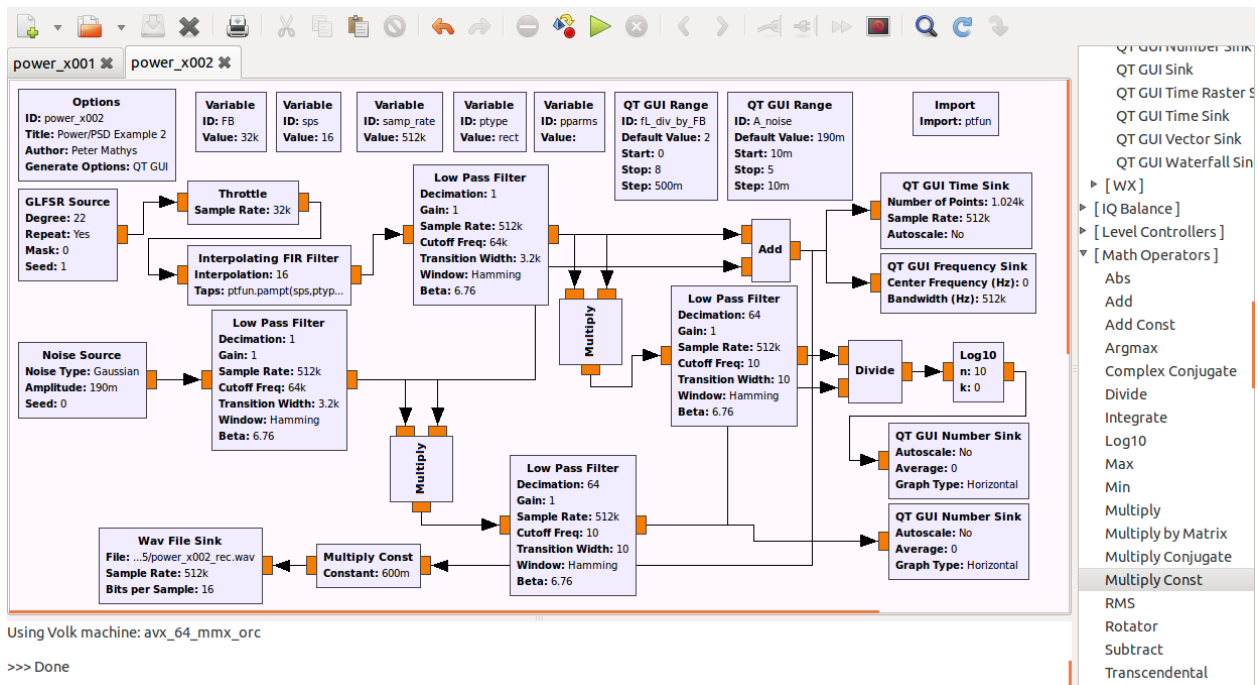 power_x001
power_x002
Options
ID: power_x002
Title: Power/PSD Example 2
Author: Peter Mathys
Generate Options: QT GUI
Variable
ID: FB
Value: 32k
Variable
ID: sps
Value: 16
Variable
ID: samp_rate
Value: 512k
Variable
ID: ptype
Value: rect
Variable
ID: pparms
Value:
QT GUI Range
ID: fL_div_by_FB
Default Value: 2
Start: 0
Stop: 8
Step: 500m
QT GUI Range
ID: A_noise
Default Value: 190m
Start: 10m
Stop: 5
Step: 10m
Import
Import: ptfun
GLFSR Source
Degree: 22
Repeat: Yes
Mask: 0
Seed: 1
Throttle
Sample Rate: 32k
Interpolating FIR Filter
Interpolation: 16
Taps: ptfun.pampt(sps,ptyp...
Low Pass Filter
Decimation: 1
Gain: 1
Sample Rate: 512k
Cutoff Freq: 64k
Transition Width: 3.2k
Window: Hamming
Beta: 6.76
Add
QT GUI Time Sink
Number of Points: 1.024k
Sample Rate: 512k
Autoscale: No
QT GUI Frequency Sink
Center Frequency (Hz): 0
Bandwidth (Hz): 512k
Noise Source
Noise Type: Gaussian
Amplitude: 190m
Seed: 0
Low Pass Filter
Decimation: 1
Gain: 1
Sample Rate: 512k
Cutoff Freq: 64k
Transition Width: 3.2k
Window: Hamming
Beta: 6.76
Multiply
Low Pass Filter
Decimation: 64
Gain: 1
Sample Rate: 512k
Cutoff Freq: 10
Transition Width: 10
Window: Hamming
Beta: 6.76
Divide
Log10
n: 10
k: 0
Multiply
Low Pass Filter
Decimation: 64
Gain: 1
Sample Rate: 512k
Cutoff Freq: 10
Transition Width: 10
Window: Hamming
Beta: 6.76
QT GUI Number Sink
Autoscale: No
Average: 0
Graph Type: Horizontal
QT GUI Number Sink
Autoscale: No
Average: 0
Graph Type: Horizontal
Wav File Sink
File: ...5/power_x002_rec.wav
Sample Rate: 512k
Bits per Sample: 16
Multiply Const
Constant: 600m
Using Volk machine: avx_64_mmx_orc
>>> Done
QT GUI Number Sink
QT GUI Sink
QT GUI Time Raster S
QT GUI Time Sink
QT GUI Vector Sink
QT GUI Waterfall Sin
[ WX ]
[ IQ Balance ]
[ Level Controllers ]
[ Math Operators ]
Abs
Add
Add Const
Argmax
Complex Conjugate
Divide
Integrate
Log10
Max
Min
Multiply
Multiply by Matrix
Multiply Conjugate
Multiply Const
RMS
Rotator
Subtract
Transcendental